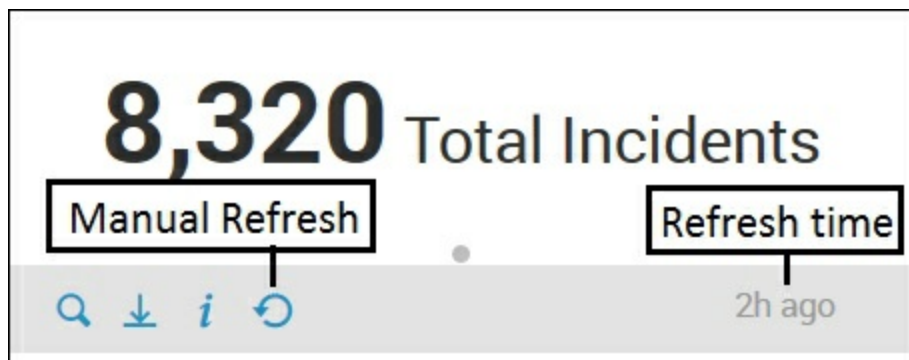 8,320 Total Incidents
Manual Refresh
Refresh time
2h ago